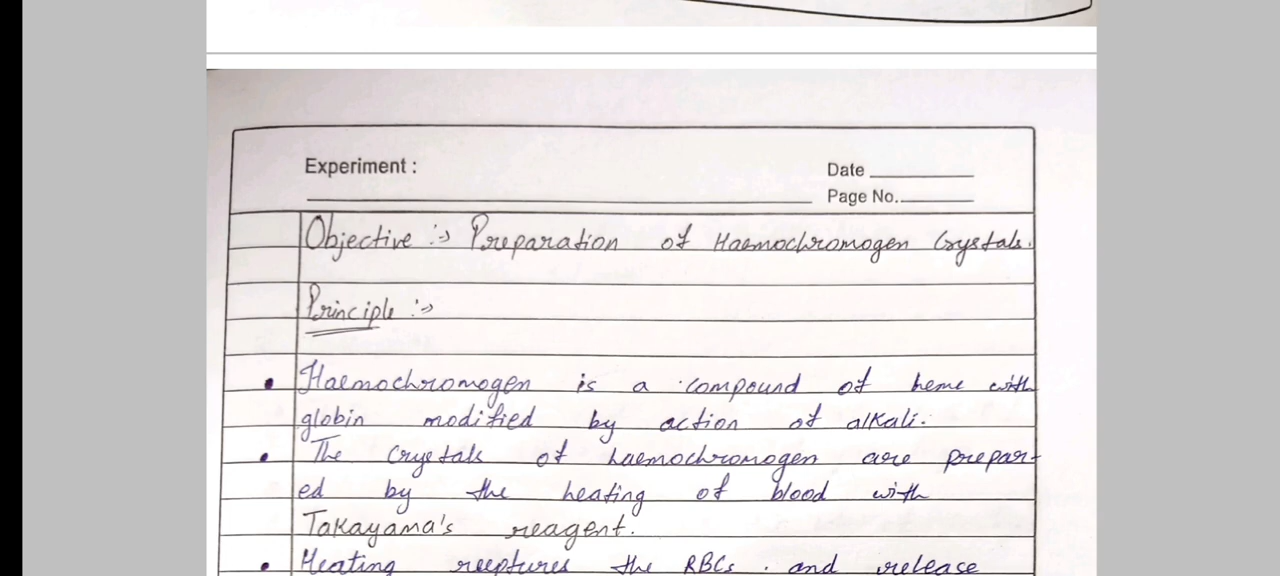 Experiment :
Date
Page No.
Objective :→ Preparation of Haemochromogen Crystals.
Principle :→
• Haemochromogen is a compound of heme with
globin modified by action of alkali.
• The Crystals of haemochromogen are prepar-
ed by the heating of blood with
Takayama's reagent.
• Heating reeptures the RBCs. and release